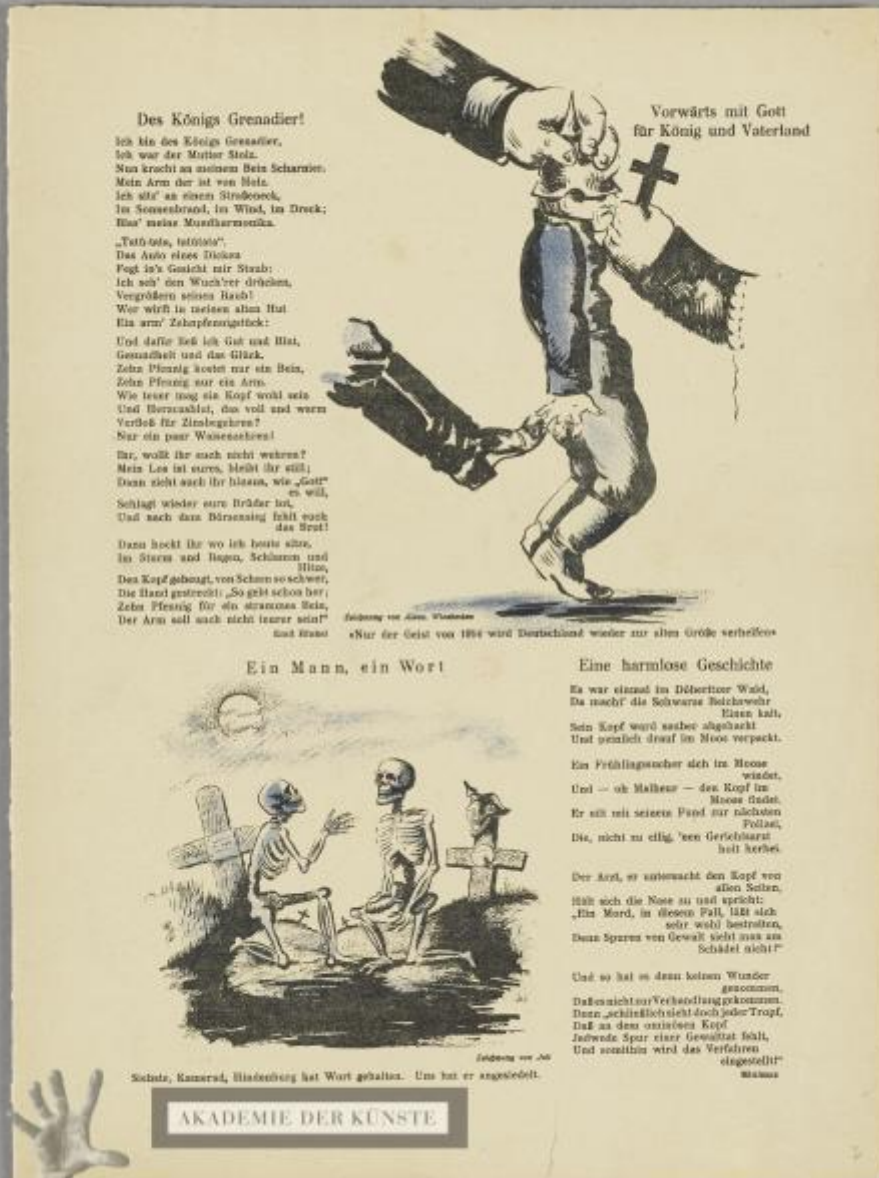 Des Königs Grenadier!
Ich bin des Königs Grenadier,
Ich war der Mutter Stolz.
Nun kracht an meinem Bein Scharnier.
Mein Arm der ist von Holz.
Ich sitz' an einem Straßeneck,
Im Sonnenbrand, im Wind, im Dreck;
Blas' meine Mundharmonika.
„Tatü-tata, tatütata".
Das Auto eines Dicken
Fegt in's Gesicht mir Staub:
Ich seh' den Wuch'rer drücken,
Vergrößern seinen Raub!
Wer wirft in meinen alten Hut
Ein arm' Zehnpfennigstück:
Und dafür ließ ich Gut und Blut,
Gesundheit und das Glück.
Zehn Pfennig kostet nur ein Bein,
Zehn Pfennig nur ein Arm.
Wie teuer mag ein Kopf wohl sein
Und Herzensblut, das voll und warm
Verfloß für Zinsbegehren?
Nur ein paar Waisenzehren!
Ihr, wollt ihr euch nicht wehren?
Mein Los ist eures, bleibt ihr still;
Dann zieht auch ihr hinaus, wie „Gott"
es will,
Schlagt wieder eure Brüder tot,
Und nach dem Börsensieg fehlt euch
das Brot!
Dann hockt ihr wo ich heute sitze,
Im Sturm und Regen, Schlamm und
Hitze,
Den Kopf gebeugt, von Scham so schwer,
Die Hand gestreckt: „So gebt schon her;
Zehn Pfennig für ein strammes Bein,
Der Arm soll auch nicht teurer sein!"
Vorwärts mit Gott
für König und Vaterland
Zeichnung von
«Nur der Geist von 1914 wird Deutschland wieder zur alten Größe verhelfen»
Ein Mann, ein Wort
Zeichnung von
Siehste, Kamerad, Hindenburg hat Wort gehalten. Uns hat er angesiedelt.
Eine harmlose Geschichte
Es war einmal im Döberitzer Wald,
Da macht' die Schwarze Reichswehr
Einen kalt,
Sein Kopf ward sauber abgehackt
Und peinlich drauf im Moos verpackt.
Ein Frühlingssucher sich im Moose
windet,
Und — oh Malheur — den Kopf im
Moose findet.
Er eilt mit seinem Fund zur nächsten
Polizei,
Die, nicht zu eilig, 'nen Gerichtsarzt
holt herbei.
Der Arzt, er untersucht den Kopf von
allen Seiten,
Hält sich die Nase zu und spricht:
„Ein Mord, in diesem Fall, läßt sich
sehr wohl bestreiten,
Denn Spuren von Gewalt sieht man am
Schädel nicht!"
Und so hat es denn keinen Wunder
genommen,
Daß es nicht zur Verhandlung gekommen.
Denn „schließlich sieht doch jeder Tropf,
Daß an dem ominösen Kopf
Jedwede Spur einer Gewalttat fehlt,
Und somithin wird das Verfahren
eingestellt!"
AKADEMIE DER KÜNSTE